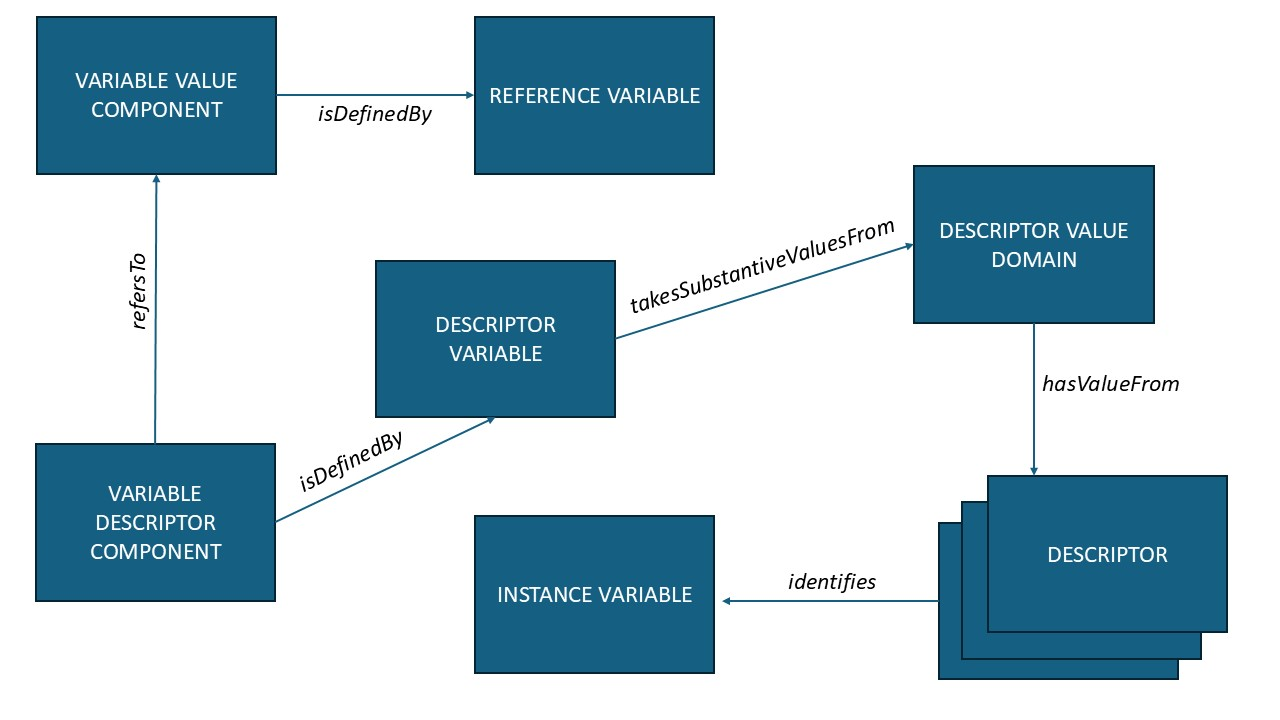 VARIABLE VALUE
COMPONENT
isDefinedBy
REFERENCE VARIABLE
refersTo
DESCRIPTOR
VARIABLE
takesSubstantiveValuesFrom
DESCRIPTOR VALUE
DOMAIN
hasValueFrom
VARIABLE
DESCRIPTOR
COMPONENT
isDefinedBy
INSTANCE VARIABLE
identifies
DESCRIPTOR